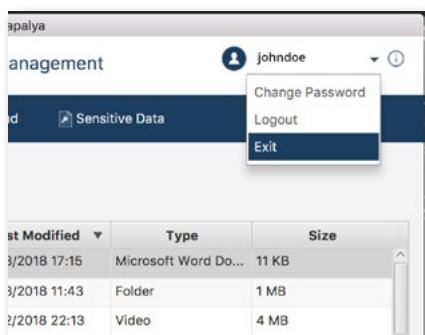 apalya
anagement
johndoe
Change Password
Logout
Exit
d Sensitive Data
st Modified Type Size
3/2018 17:15 Microsoft Word Do... 11 KB
3/2018 11:43 Folder 1 MB
2/2018 22:13 Video 4 MB